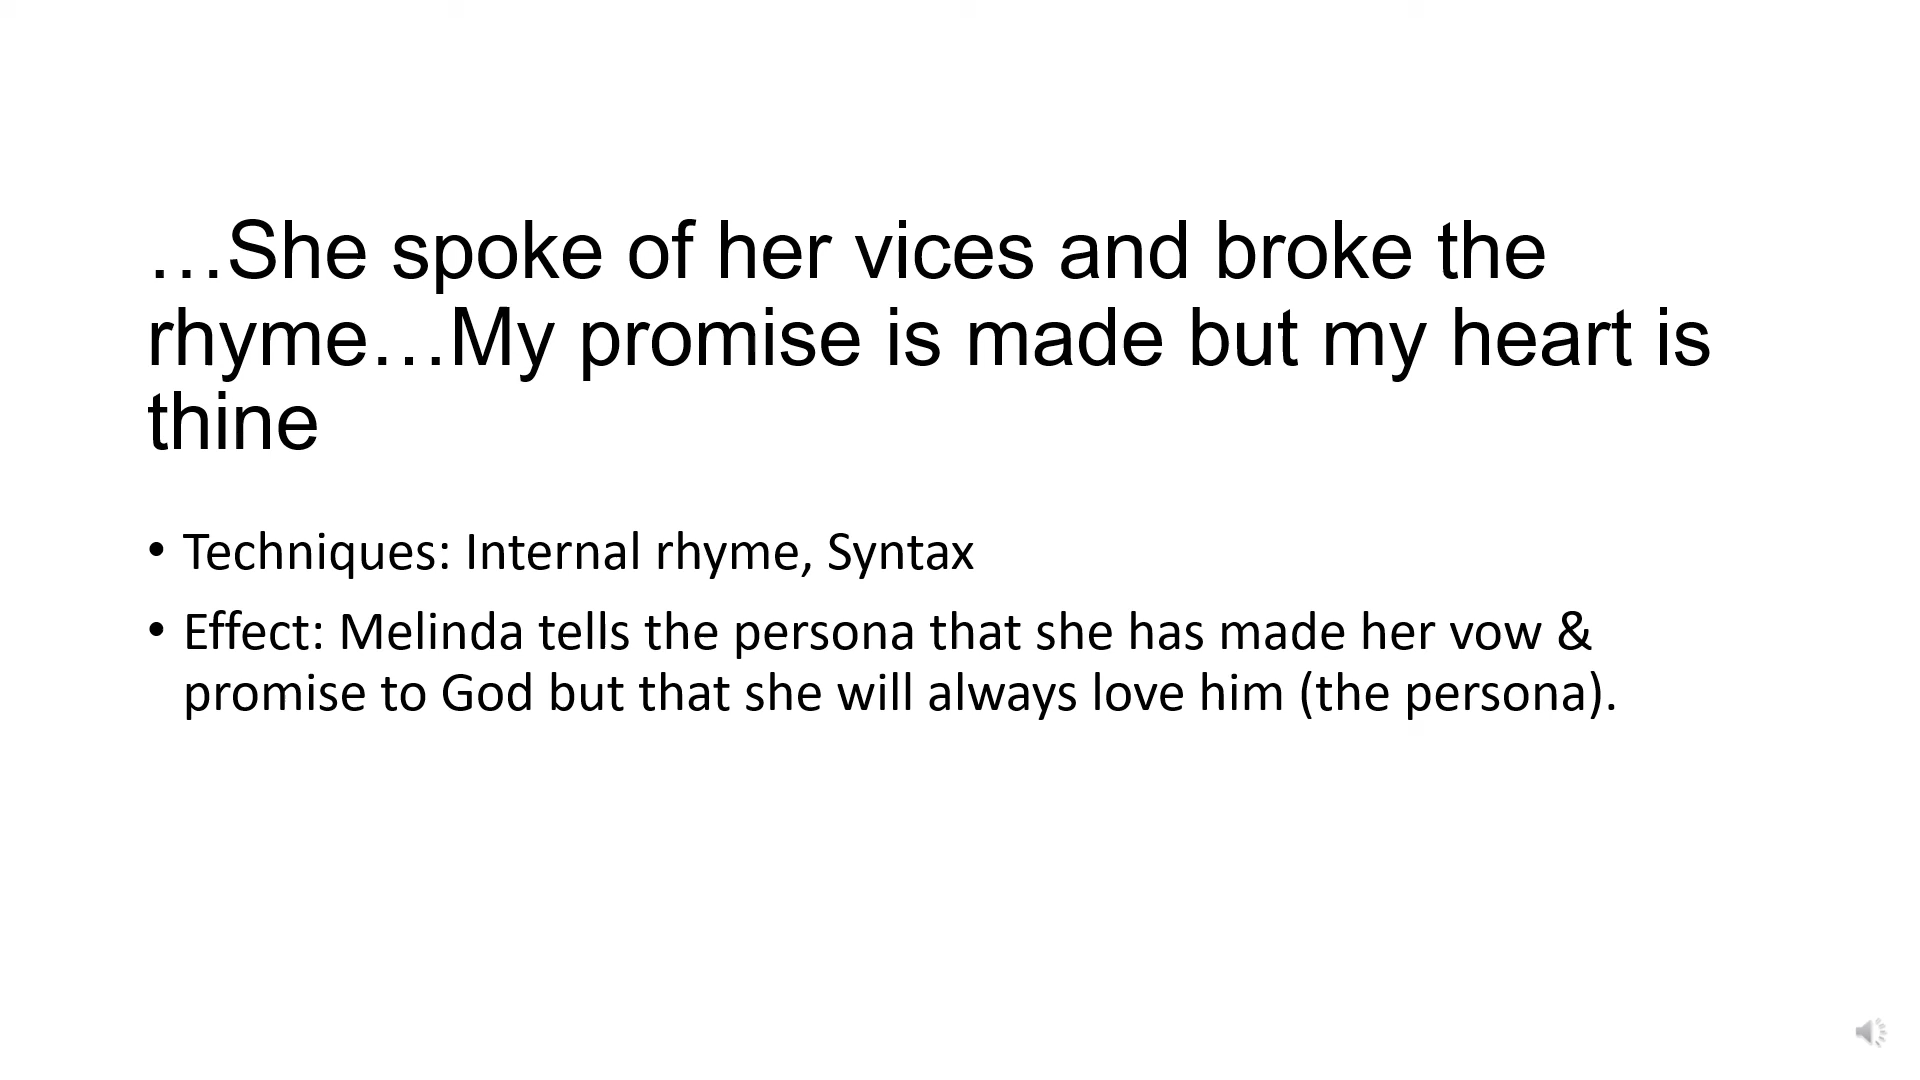 …She spoke of her vices and broke the
rhyme…My promise is made but my heart is
thine
• Techniques: Internal rhyme, Syntax
• Effect: Melinda tells the persona that she has made her vow &
promise to God but that she will always love him (the persona).